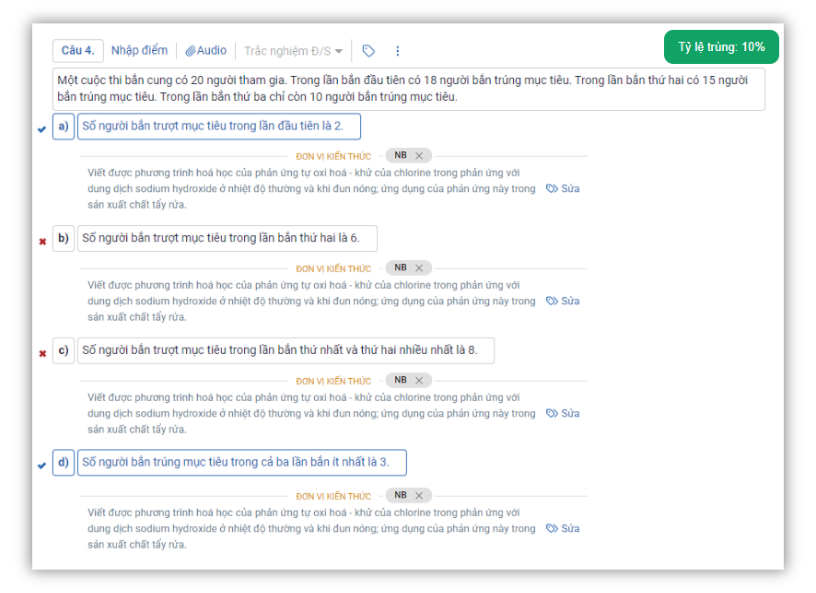 Câu 4. Nhập điểm Audio Trắc nghiệm Đ/S
Tỷ lệ trùng: 10%
Một cuộc thi bắn cung có 20 người tham gia. Trong lần bắn đầu tiên có 18 người bắn trúng mục tiêu. Trong lần bắn thứ hai có 15 người
bắn trúng mục tiêu. Trong lần bắn thứ ba chỉ còn 10 người bắn trúng mục tiêu.
a) Số người bắn trượt mục tiêu trong lần đầu tiên là 2.
ĐƠN VỊ KIẾN THỨC NB
Viết được phương trình hoá học của phản ứng tự oxi hoá - khử của chlorine trong phản ứng với
dung dịch sodium hydroxide ở nhiệt độ thường và khi đun nóng; ứng dụng của phản ứng này trong Sửa
sản xuất chất tẩy rửa.
b) Số người bắn trượt mục tiêu trong lần bắn thứ hai là 6.
ĐƠN VỊ KIẾN THỨC NB
Viết được phương trình hoá học của phản ứng tự oxi hoá - khử của chlorine trong phản ứng với
dung dịch sodium hydroxide ở nhiệt độ thường và khi đun nóng; ứng dụng của phản ứng này trong Sửa
sản xuất chất tẩy rửa.
c) Số người bắn trượt mục tiêu trong lần bắn thứ nhất và thứ hai nhiều nhất là 8.
ĐƠN VỊ KIẾN THỨC NB
Viết được phương trình hoá học của phản ứng tự oxi hoá - khử của chlorine trong phản ứng với
dung dịch sodium hydroxide ở nhiệt độ thường và khi đun nóng; ứng dụng của phản ứng này trong Sửa
sản xuất chất tẩy rửa.
d) Số người bắn trúng mục tiêu trong cả ba lần bắn ít nhất là 3.
ĐƠN VỊ KIẾN THỨC NB
Viết được phương trình hoá học của phản ứng tự oxi hoá - khử của chlorine trong phản ứng với
dung dịch sodium hydroxide ở nhiệt độ thường và khi đun nóng; ứng dụng của phản ứng này trong Sửa
sản xuất chất tẩy rửa.